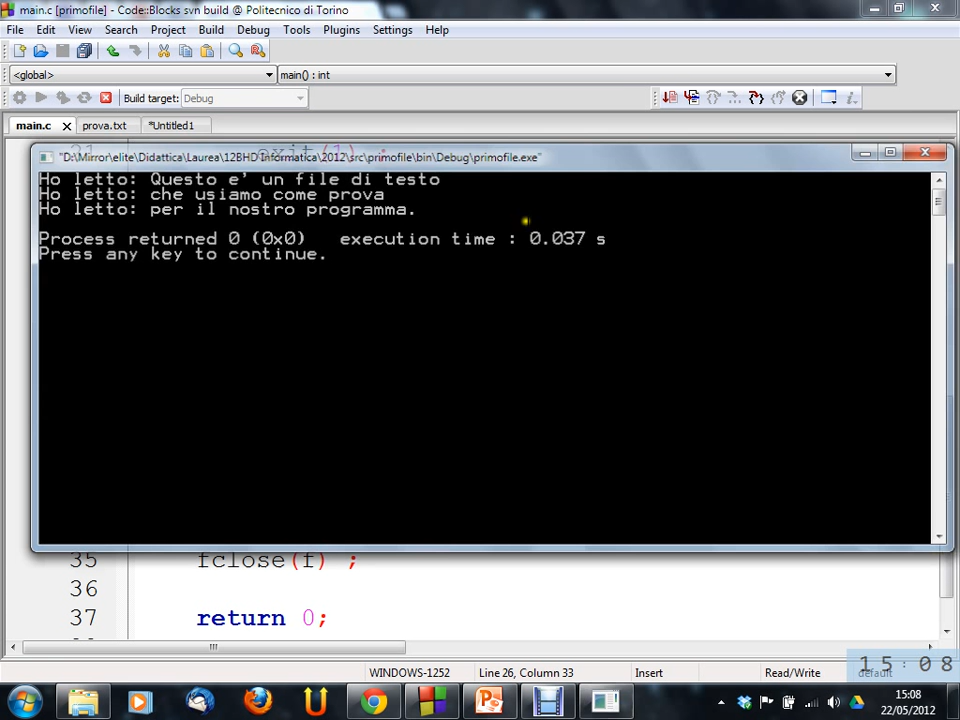 main.c [primofile] - Code::Blocks svn build @ Politecnico di Torino
File Edit View Search Project Build Debug Tools Plugins Settings Help
<global> main() : int
Build target: Debug
main.c prova.txt *Untitled1
31 exit(1) ;
"D:\Mirror\elite\Didattica\Laurea\12BHD Informatica\2012\src\primofile\bin\Debug\primofile.exe"
Ho letto: Questo e' un file di testo
Ho letto: che usiamo come prova
Ho letto: per il nostro programma.
Process returned 0 (0x0) execution time : 0.037 s
Press any key to continue.
35 fclose(f) ;
36
37 return 0;
WINDOWS-1252 Line 26, Column 33 Insert Read/Write default
15:08
15:08
22/05/2012